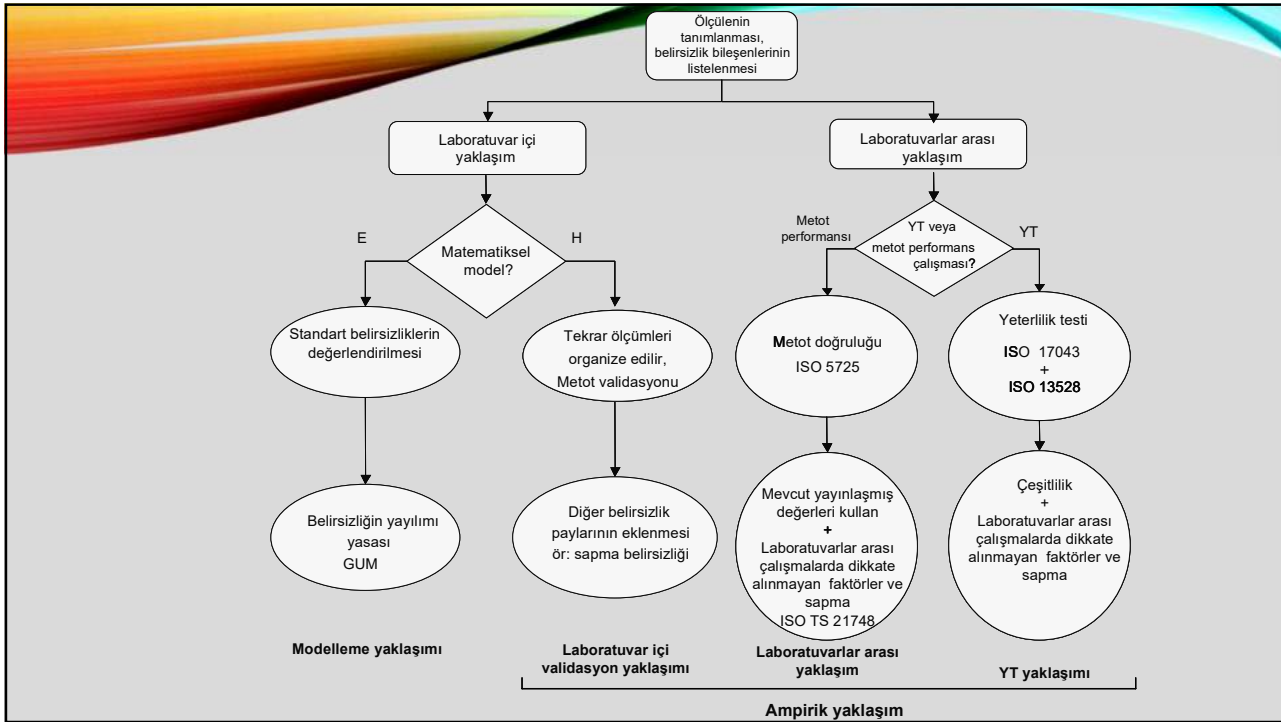 Ölçülenin
tanımlanması,
belirsizlik bileşenlerinin
listelenmesi
Laboratuvar içi
yaklaşım
Laboratuvarlar arası
yaklaşım
E
Matematiksel
model?
H
Metot
performansı
YT veya
metot performans
çalışması?
YT
Standart belirsizliklerin
değerlendirilmesi
Tekrar ölçümleri
organize edilir,
Metot validasyonu
Metot doğruluğu
ISO 5725
Yeterlilik testi
ISO 17043
+
ISO 13528
Belirsizliğin yayılımı
yasası
GUM
Diğer belirsizlik
paylarının eklenmesi
ör: sapma belirsizliği
Mevcut yayınlaşmış
değerleri kullan
+
Laboratuvarlar arası
çalışmalarda dikkate
alınmayan faktörler ve
sapma
ISO TS 21748
Çeşitlilik
+
Laboratuvarlar arası
çalışmalarda dikkate
alınmayan faktörler ve
sapma
Modelleme yaklaşımı
Laboratuvar içi
validasyon yaklaşımı
Laboratuvarlar arası
yaklaşım
YT yaklaşımı
Ampirik yaklaşım